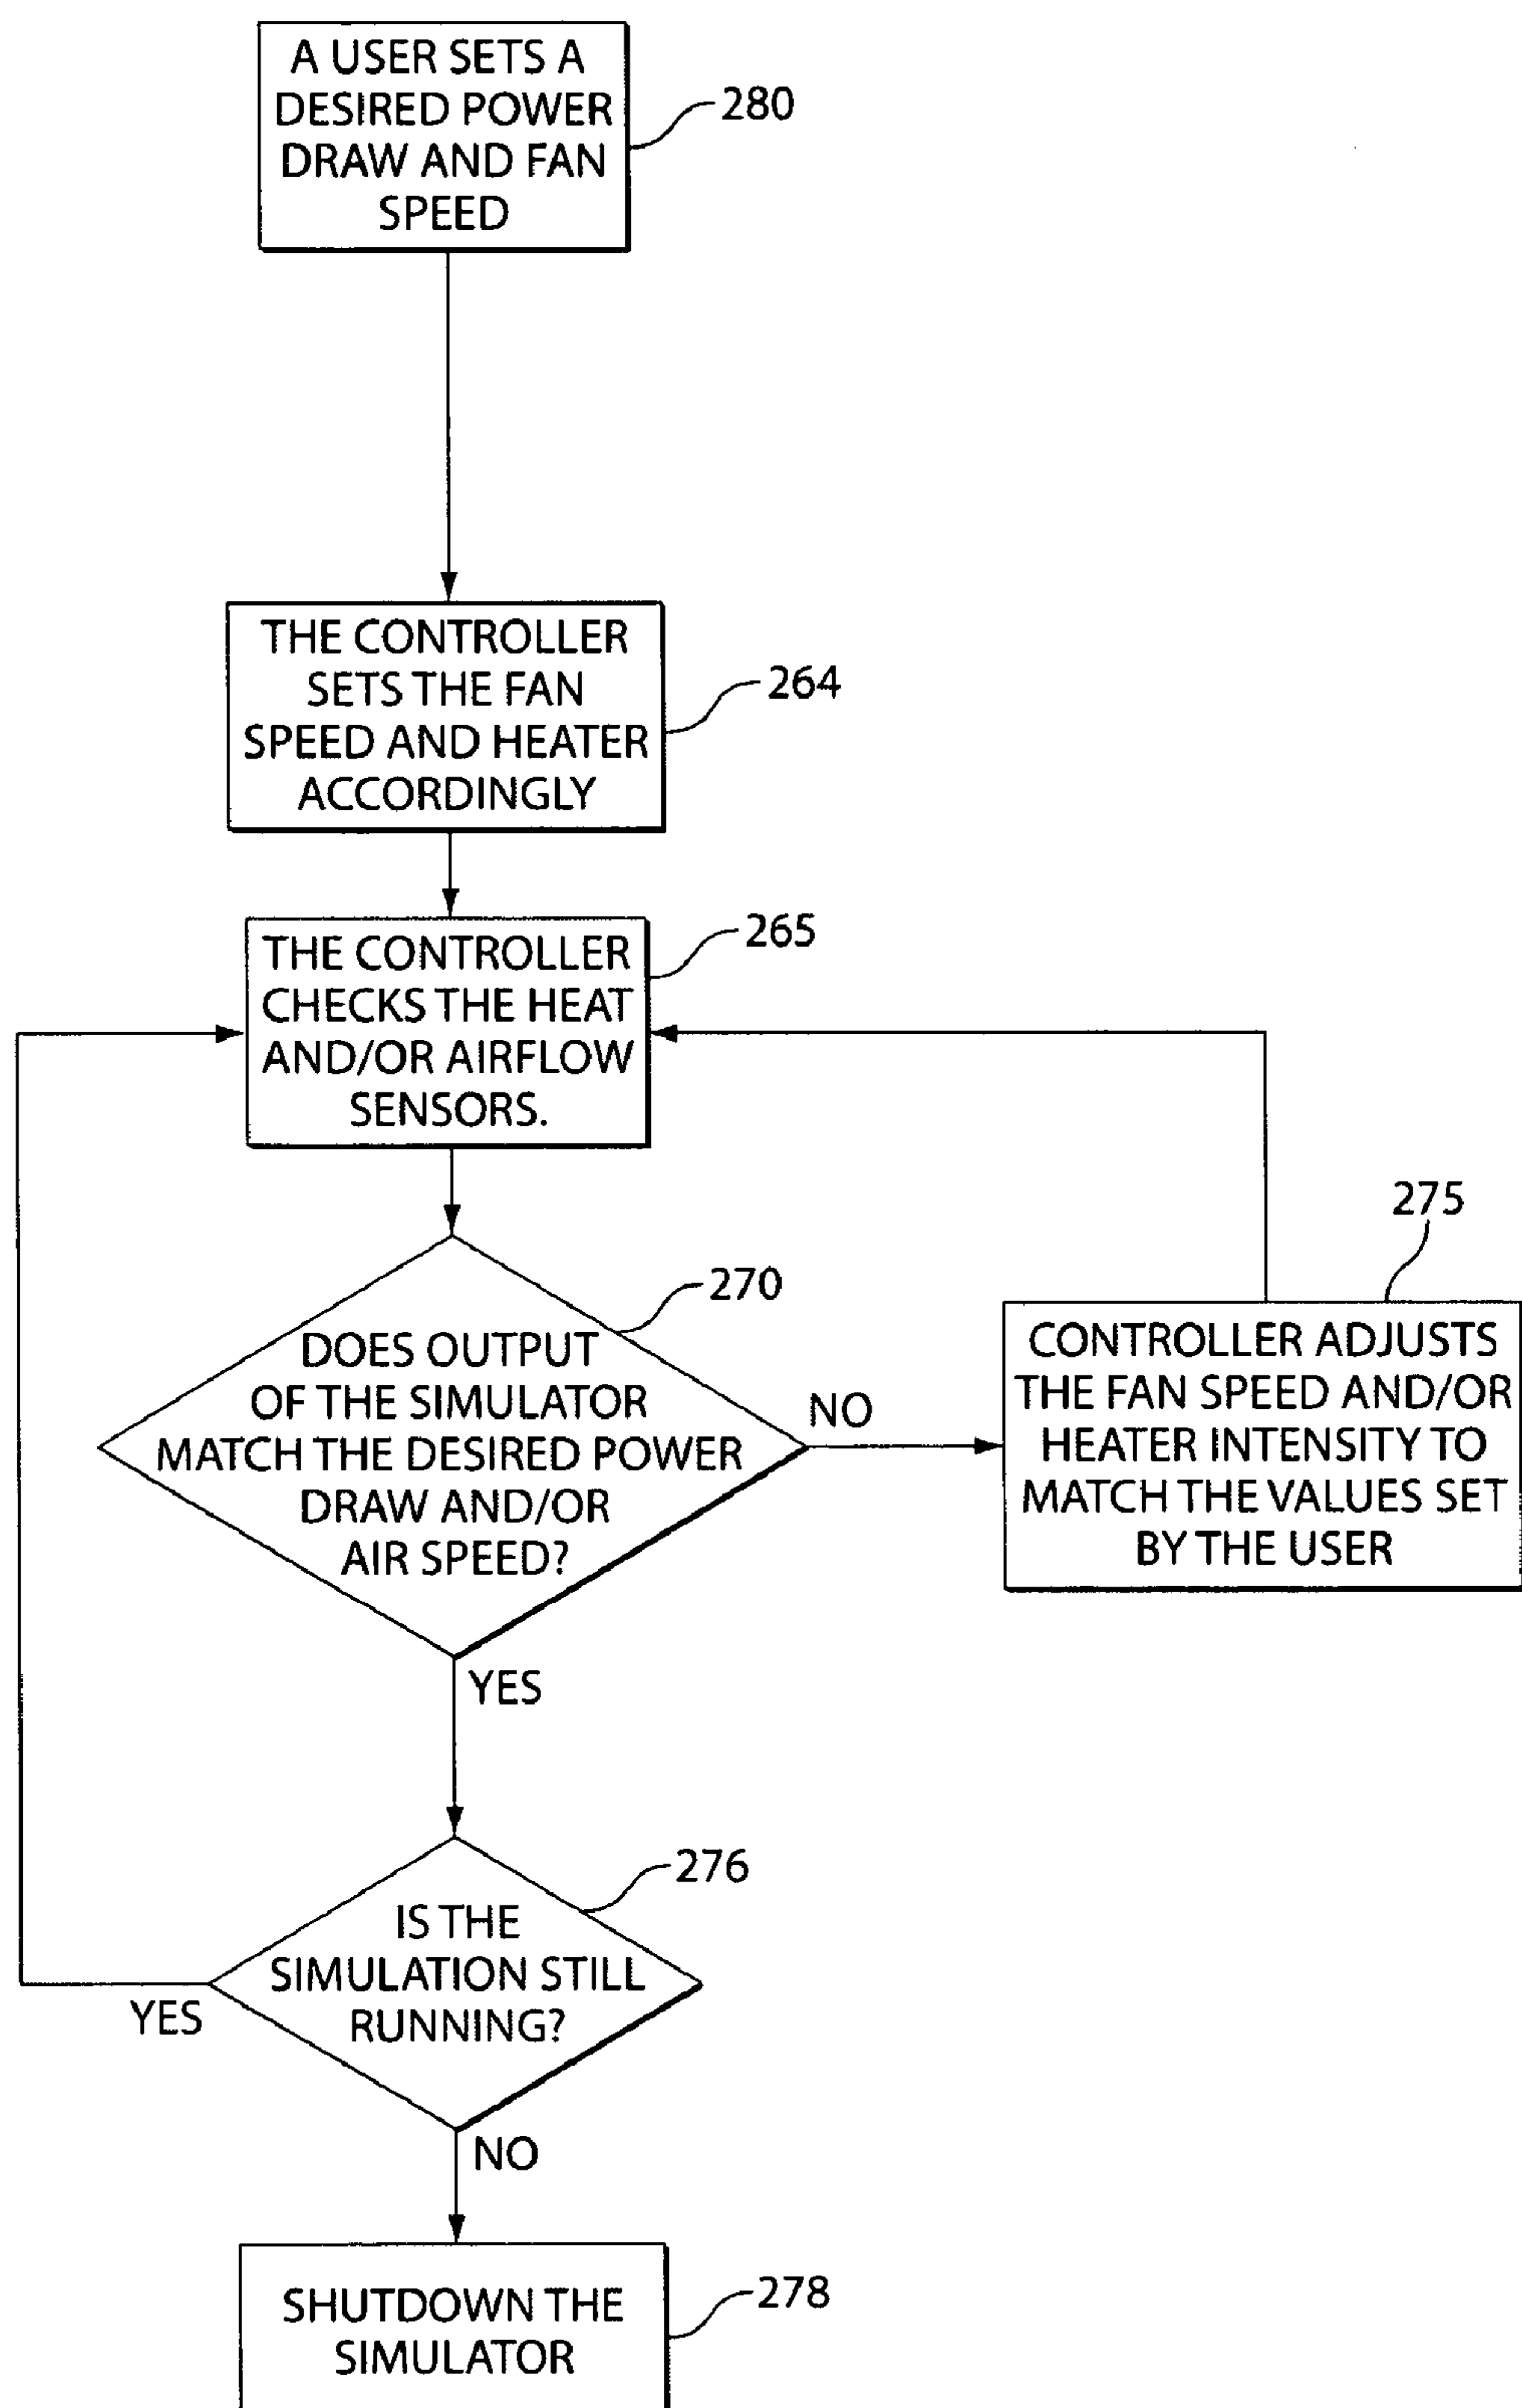 A USER SETS A
DESIRED POWER
DRAW AND FAN
SPEED
280
THE CONTROLLER
SETS THE FAN
SPEED AND HEATER
ACCORDINGLY
264
THE CONTROLLER
CHECKS THE HEAT
AND/OR AIRFLOW
SENSORS.
265
DOES OUTPUT
OF THE SIMULATOR
MATCH THE DESIRED POWER
DRAW AND/OR
AIR SPEED?
270
NO
275
CONTROLLER ADJUSTS
THE FAN SPEED AND/OR
HEATER INTENSITY TO
MATCH THE VALUES SET
BY THE USER
YES
IS THE
SIMULATION STILL
RUNNING?
276
YES
NO
SHUTDOWN THE
SIMULATOR
278